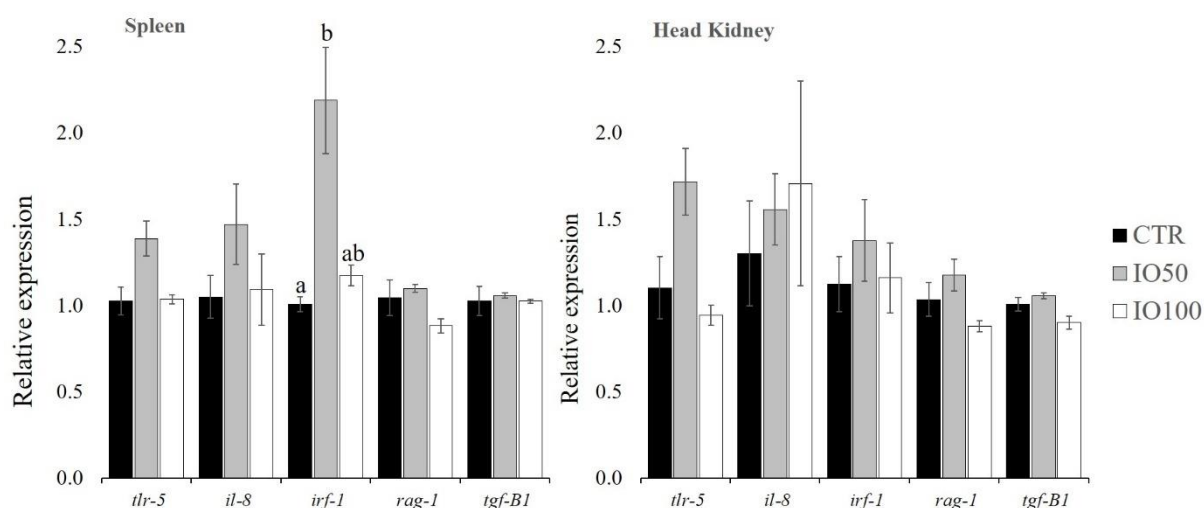 Spleen
2.5
2.0
1.5
1.0
0.5
0.0
Relative expression
a
b
ab
tlr-5 il-8 irf-1 rag-1 tgf-B1
Head Kidney
2.5
2.0
1.5
1.0
0.5
0.0
Relative expression
tlr-5 il-8 irf-1 rag-1 tgf-B1
CTR
IO50
IO100